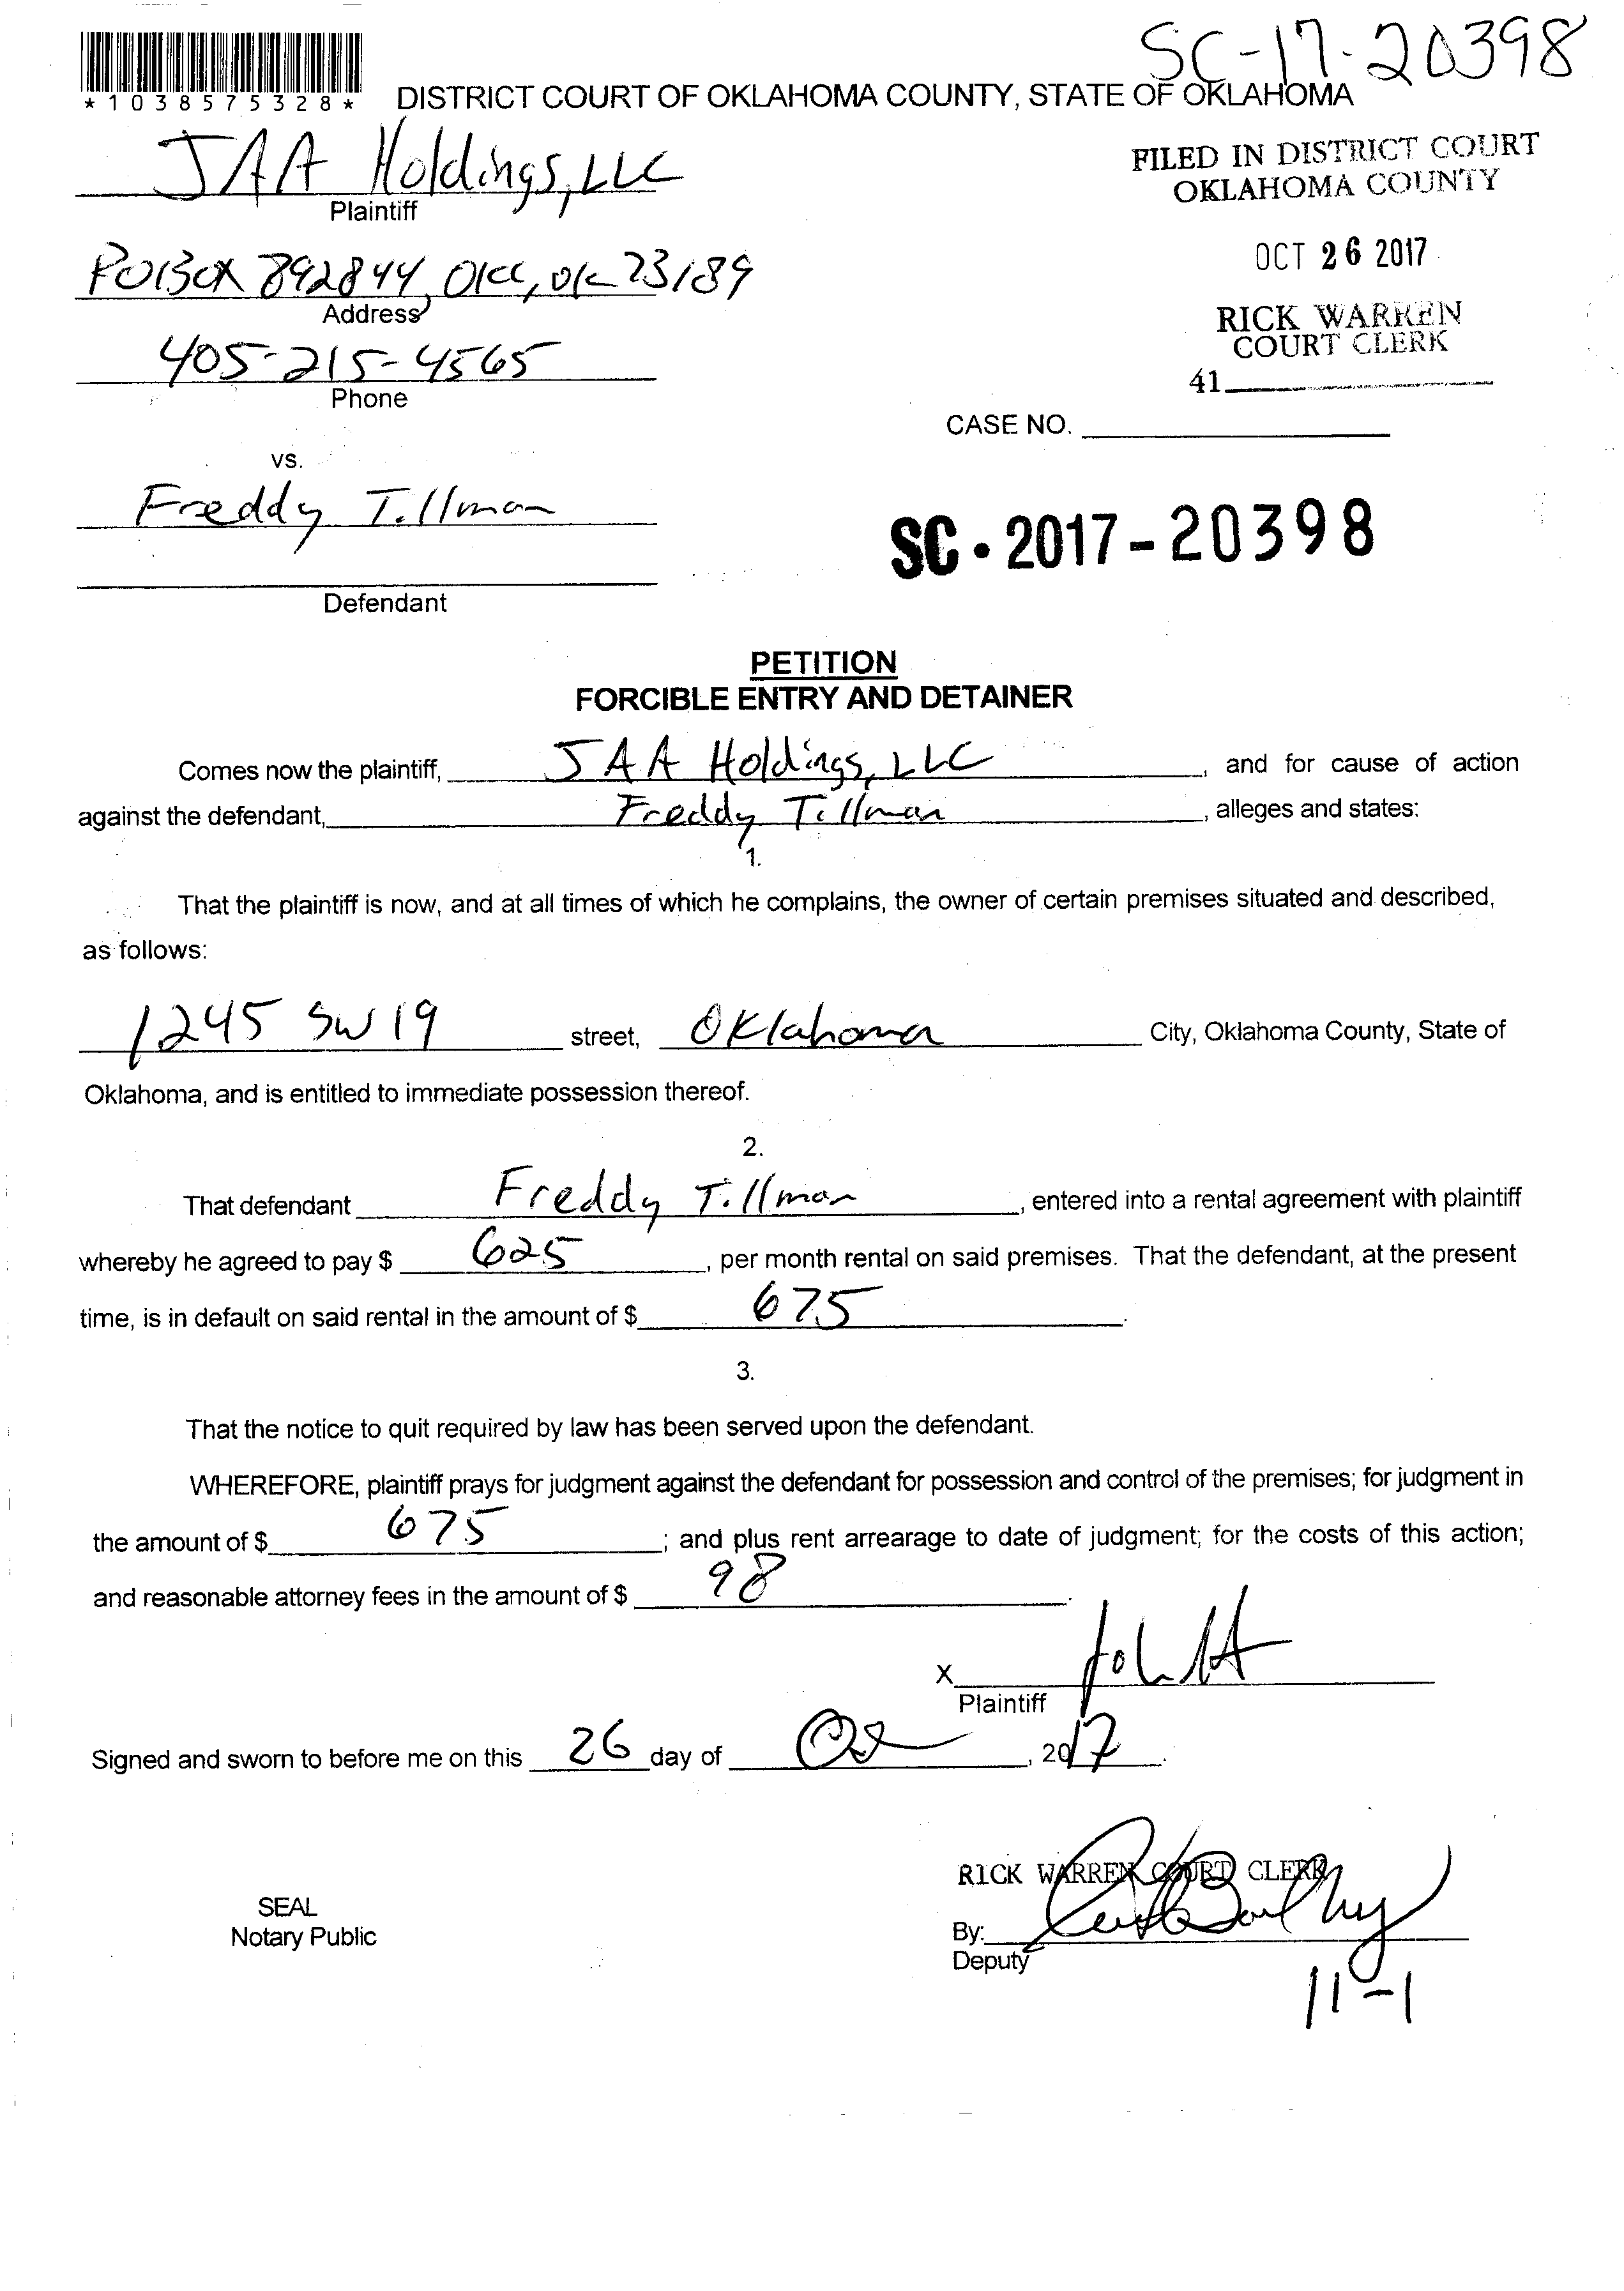 SC-17-20398
*1038575328*
DISTRICT COURT OF OKLAHOMA COUNTY, STATE OF OKLAHOMA
JAA Holdings, LLC
Plaintiff
FILED IN DISTRICT COURT
OKLAHOMA COUNTY
PO Box 892844, OKC, OK 73189
Address
OCT 26 2017
RICK WARREN
COURT CLERK
405-215-4565
Phone
41
CASE NO.
vs.
Freddy Tillman
SC-2017-20398
Defendant
PETITION
FORCIBLE ENTRY AND DETAINER
Comes now the plaintiff, JAA Holdings, LLC, and for cause of action
against the defendant, Freddy Tillman, alleges and states:
1.
That the plaintiff is now, and at all times of which he complains, the owner of certain premises situated and described,
as follows:
1245 SW 19 street, Oklahoma City, Oklahoma County, State of
Oklahoma, and is entitled to immediate possession thereof.
2.
That defendant Freddy Tillman, entered into a rental agreement with plaintiff
whereby he agreed to pay $ 625, per month rental on said premises. That the defendant, at the present
time, is in default on said rental in the amount of $ 675.
3.
That the notice to quit required by law has been served upon the defendant.
WHEREFORE, plaintiff prays for judgment against the defendant for possession and control of the premises; for judgment in
the amount of $ 675; and plus rent arrearage to date of judgment; for the costs of this action;
and reasonable attorney fees in the amount of $ 98.
X
Plaintiff
Signed and sworn to before me on this 26 day of Oct, 2017.
RICK WARREN COURT CLERK
SEAL
Notary Public
By:
Deputy
11-1